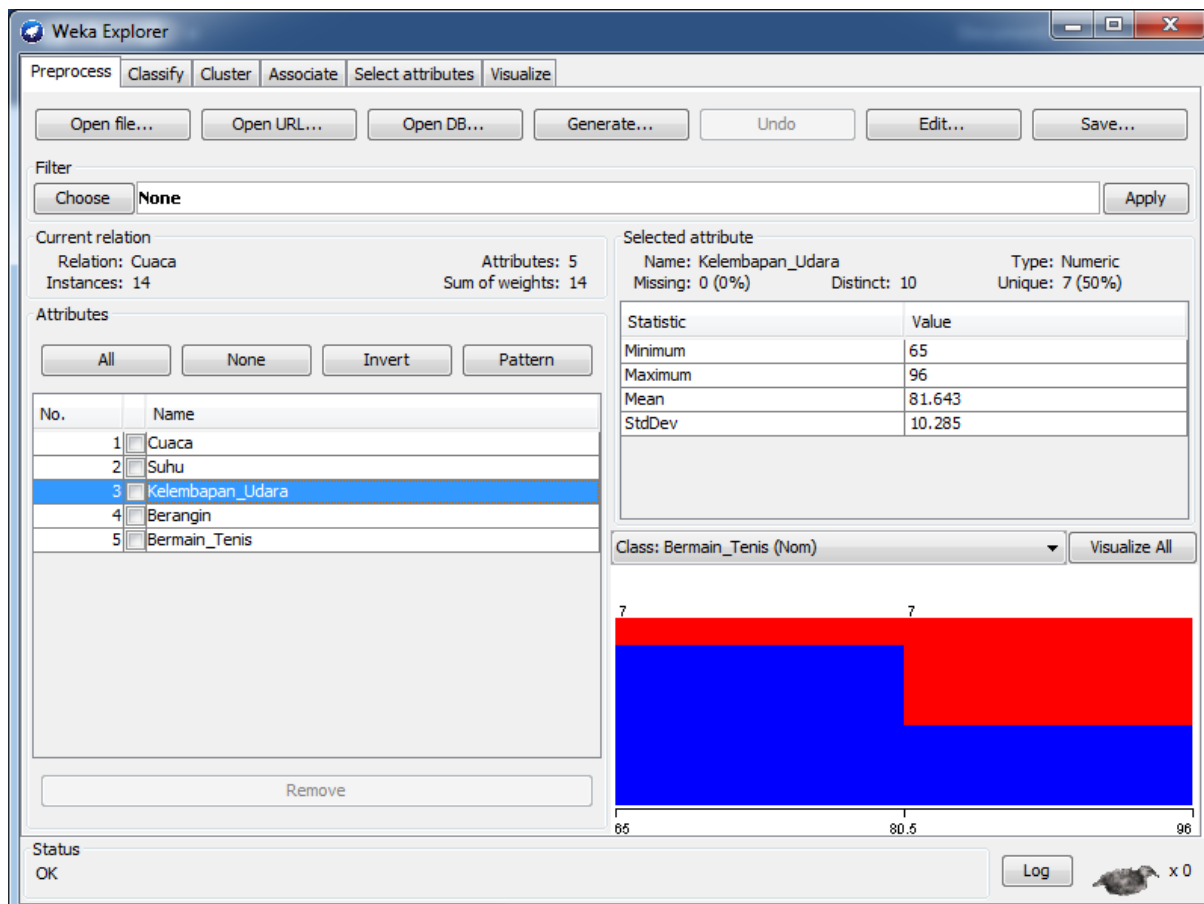 Weka Explorer
Preprocess Classify Cluster Associate Select attributes Visualize
Open file... Open URL... Open DB... Generate... Undo Edit... Save...
Filter
Choose None Apply
Current relation
Relation: Cuaca Attributes: 5
Instances: 14 Sum of weights: 14
Selected attribute
Name: Kelembapan_Udara Type: Numeric
Missing: 0 (0%) Distinct: 10 Unique: 7 (50%)
Attributes
All None Invert Pattern
No. Name
1 Cuaca
2 Suhu
3 Kelembapan_Udara
4 Berangin
5 Bermain_Tenis
Remove
Statistic Value
Minimum 65
Maximum 96
Mean 81.643
StdDev 10.285
Class: Bermain_Tenis (Nom) Visualize All
7 7
65 80.5 96
Status
OK
Log x 0